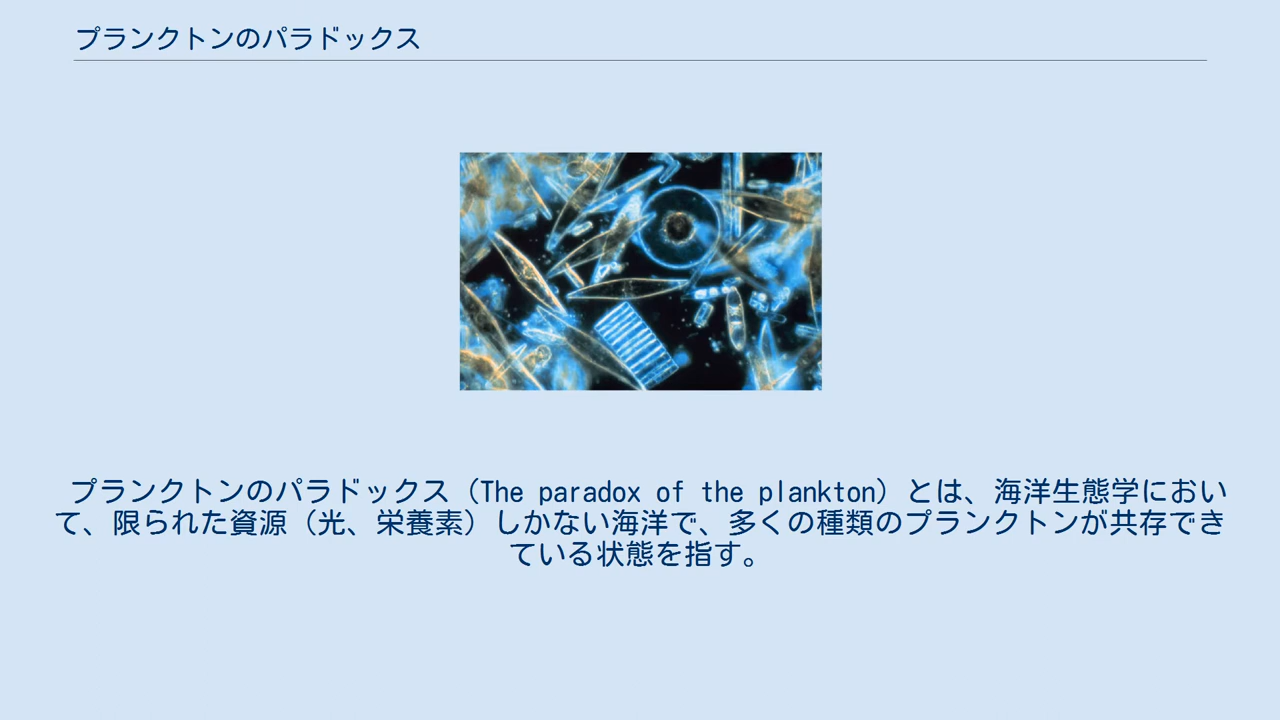 プランクトンのパラドックス
プランクトンのパラドックス（The paradox of the plankton）とは、海洋生態学におい
て、限られた資源（光、栄養素）しかない海洋で、多くの種類のプランクトンが共存でき
ている状態を指す。